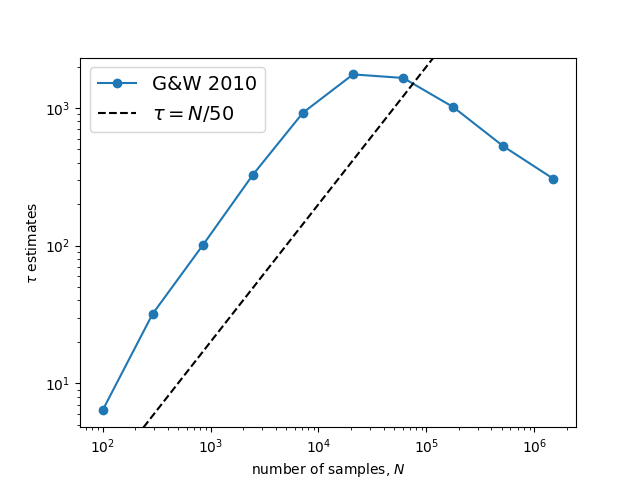 G&W 2010
τ = N/50
10³
10²
10¹
τ estimates
10² 10³ 10⁴ 10⁵ 10⁶
number of samples, N